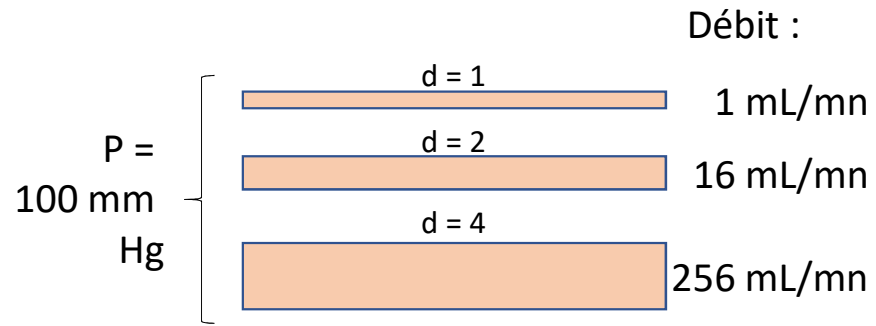 Débit :
d = 1
1 mL/mn
P =
100 mm
Hg
d = 2
16 mL/mn
d = 4
256 mL/mn